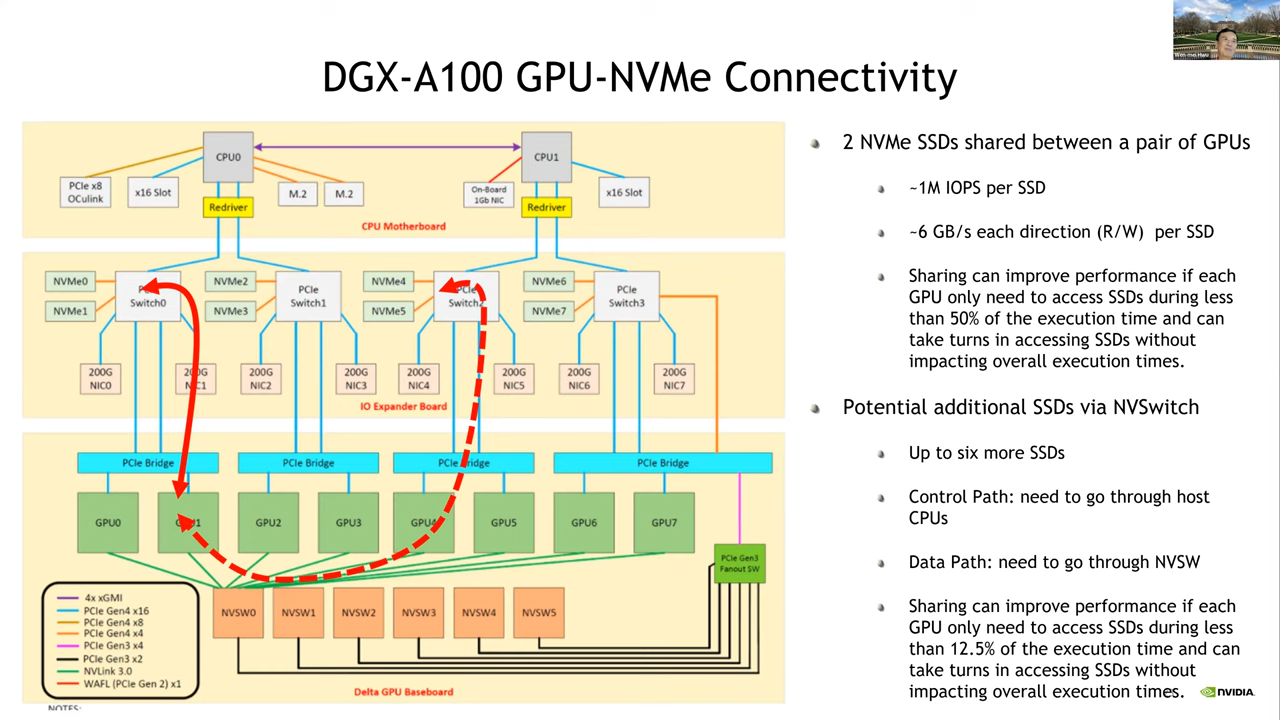 Wen-mei Hwu
DGX-A100 GPU-NVMe Connectivity
CPU0
CPU1
PCIe x8
OCulink
x16 Slot
M.2
M.2
On-Board
1Gb NIC
x16 Slot
Redriver
Redriver
CPU Motherboard
NVMe0
NVMe1
PCIe
Switch0
NVMe2
NVMe3
PCIe
Switch1
NVMe4
NVMe5
PCIe
Switch2
NVMe6
NVMe7
PCIe
Switch3
200G
NIC0
200G
NIC1
200G
NIC2
200G
NIC3
200G
NIC4
200G
NIC5
200G
NIC6
200G
NIC7
IO Expander Board
PCIe Bridge
PCIe Bridge
PCIe Bridge
PCIe Bridge
GPU0
GPU1
GPU2
GPU3
GPU4
GPU5
GPU6
GPU7
PCIe Gen3
Fanout SW
NVSW0
NVSW1
NVSW2
NVSW3
NVSW4
NVSW5
4x xGMI
PCIe Gen4 x16
PCIe Gen4 x8
PCIe Gen4 x4
PCIe Gen3 x4
PCIe Gen3 x2
NVLink 3.0
WAFL (PCIe Gen 2) x1
Delta GPU Baseboard
NOTES:
2 NVMe SSDs shared between a pair of GPUs
~1M IOPS per SSD
~6 GB/s each direction (R/W) per SSD
Sharing can improve performance if each
GPU only need to access SSDs during less
than 50% of the execution time and can
take turns in accessing SSDs without
impacting overall execution times.
Potential additional SSDs via NVSwitch
Up to six more SSDs
Control Path: need to go through host
CPUs
Data Path: need to go through NVSW
Sharing can improve performance if each
GPU only need to access SSDs during less
than 12.5% of the execution time and can
take turns in accessing SSDs without
impacting overall execution times.
NVIDIA